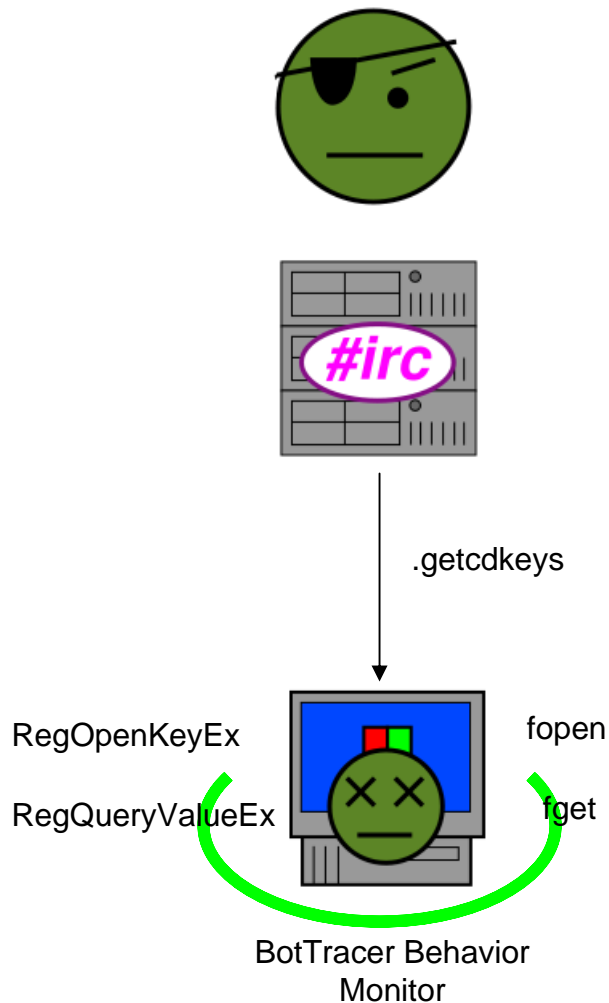 #irc
.getcdkeys
RegOpenKeyEx
fopen
RegQueryValueEx
fget
BotTracer Behavior
Monitor